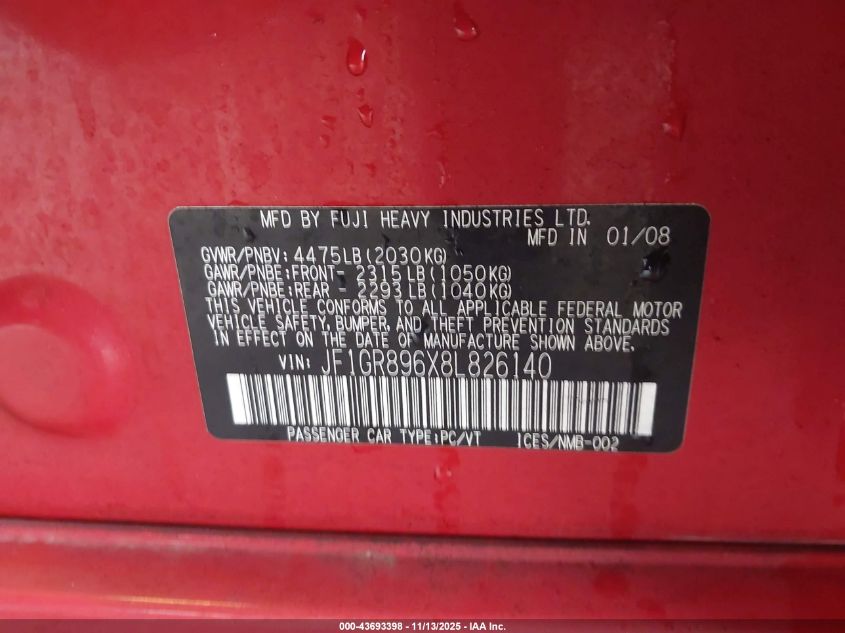 MFD BY FUJI HEAVY INDUSTRIES LTD.
MFD IN 01/08
GVWR/PNBV: 4475LB(2030KG)
GAWR/PNBE:FRONT- 2315LB(1050KG)
GAWR/PNBE:REAR - 2293LB(1040KG)
THIS VEHICLE CONFORMS TO ALL APPLICABLE FEDERAL MOTOR
VEHICLE SAFETY, BUMPER, AND THEFT PREVENTION STANDARDS
IN EFFECT ON THE DATE OF MANUFACTURE SHOWN ABOVE.
VIN: JF1GR896X8L826140
PASSENGER CAR TYPE:PC/VT ICES/NMB-002
000-43693398 - 11/13/2025 - IAA Inc.